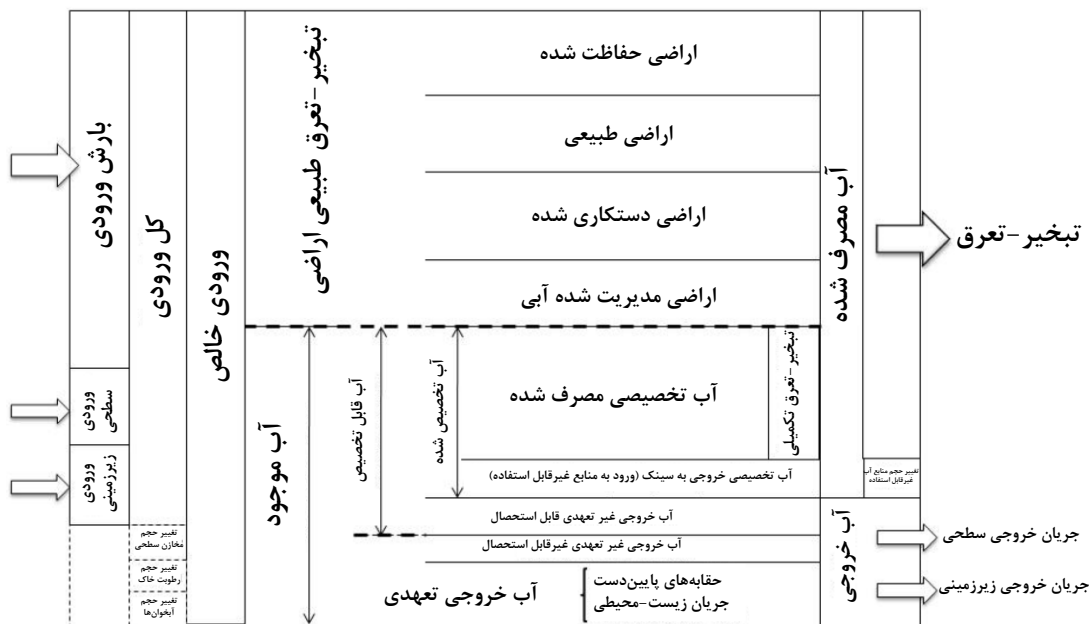 بارش ورودی
ورودی
سطحی
ورودی
زیرزمینی
کل ورودی
تغییر حجم
مخازن سطحی
تغییر حجم
رطوبت خاک
تغییر حجم
آبخوان‌ها
ورودی خالص
تبخیر-تعرق طبیعی اراضی
آب موجود
آب قابل تخصیص
آب تخصیص شده
اراضی حفاظت شده
اراضی طبیعی
اراضی دستکاری شده
اراضی مدیریت شده آبی
آب تخصیصی مصرف شده
تبخیر-تعرق تکمیلی
آب تخصیصی خروجی به سینک (ورود به منابع غیرقابل استفاده)
آب خروجی غیر تعهدی قابل استحصال
آب خروجی غیر تعهدی غیرقابل استحصال
آب خروجی تعهدی
حقابه‌های پایین‌دست
جریان زیست-محیطی
آب مصرف شده
تغییر حجم منابع آب
غیرقابل استفاده
آب خروجی
تبخیر-تعرق
جریان خروجی سطحی
جریان خروجی زیرزمینی